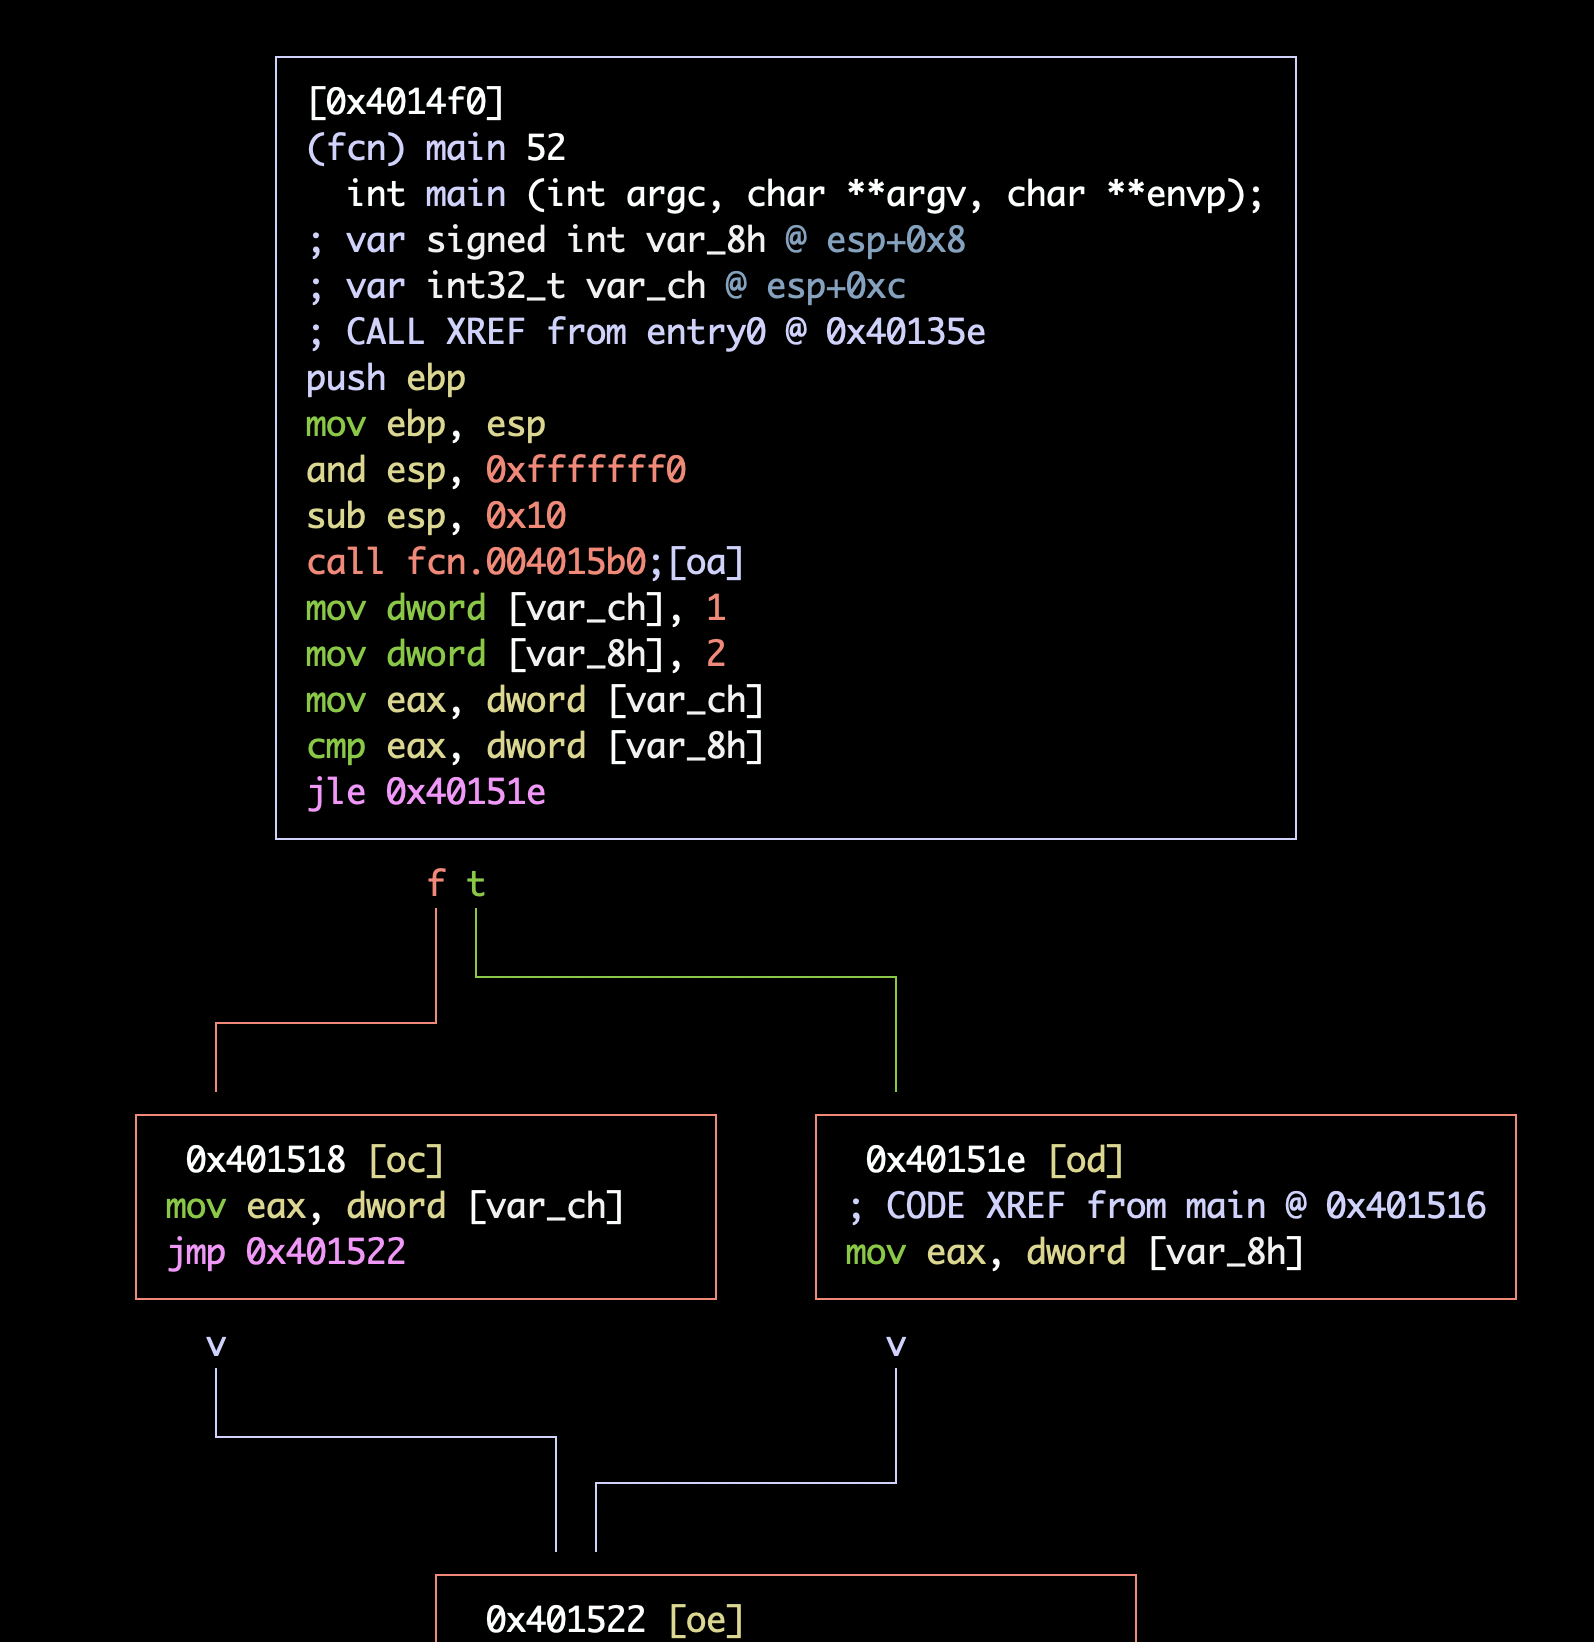 [0x4014f0]
(fcn) main 52
int main (int argc, char **argv, char **envp);
; var signed int var_8h @ esp+0x8
; var int32_t var_ch @ esp+0xc
; CALL XREF from entry0 @ 0x40135e
push ebp
mov ebp, esp
and esp, 0xfffffff0
sub esp, 0x10
call fcn.004015b0;[oa]
mov dword [var_ch], 1
mov dword [var_8h], 2
mov eax, dword [var_ch]
cmp eax, dword [var_8h]
jle 0x40151e
f t
0x401518 [oc]
mov eax, dword [var_ch]
jmp 0x401522
v
0x40151e [od]
; CODE XREF from main @ 0x401516
mov eax, dword [var_8h]
v
0x401522 [oe]